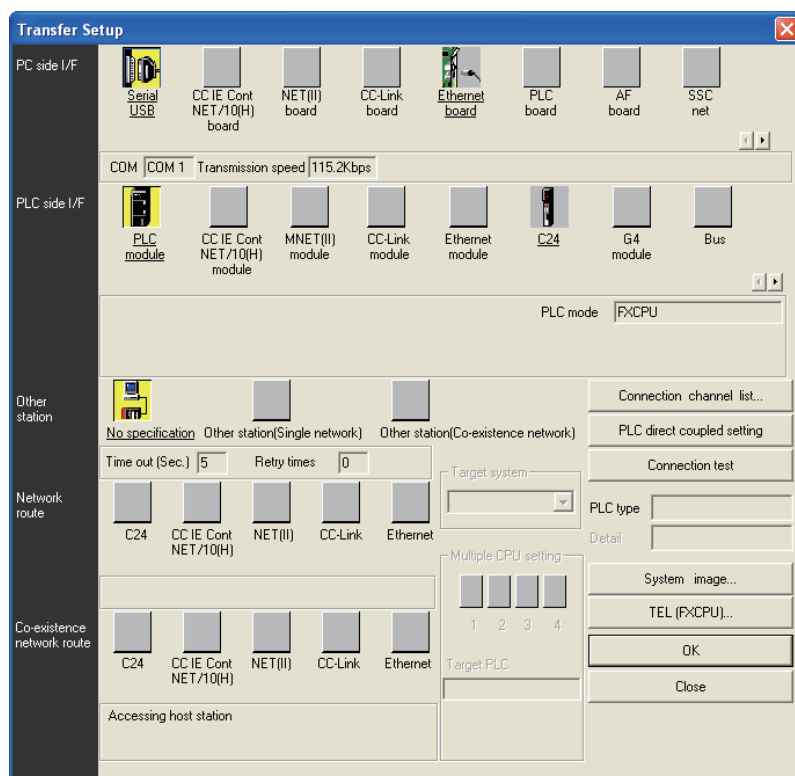 Transfer Setup
PC side I/F
Serial
USB
CC IE Cont
NET/10(H)
board
NET(II)
board
CC-Link
board
Ethernet
board
PLC
board
AF
board
SSC
net
COM COM 1 Transmission speed 115.2Kbps
PLC side I/F
PLC
module
CC IE Cont
NET/10(H)
module
MNET(II)
module
CC-Link
module
Ethernet
module
C24
G4
module
Bus
PLC mode FXCPU
Other
station
No specification Other station(Single network) Other station(Co-existence network)
Time out (Sec.) 5 Retry times 0
Connection channel list...
PLC direct coupled setting
Connection test
PLC type
Detail
System image...
TEL (FXCPU)...
OK
Close
Target system
Multiple CPU setting
1 2 3 4
Target PLC
Network
route
C24
CC IE Cont
NET/10(H)
NET(II)
CC-Link
Ethernet
Co-existence
network route
C24
CC IE Cont
NET/10(H)
NET(II)
CC-Link
Ethernet
Accessing host station